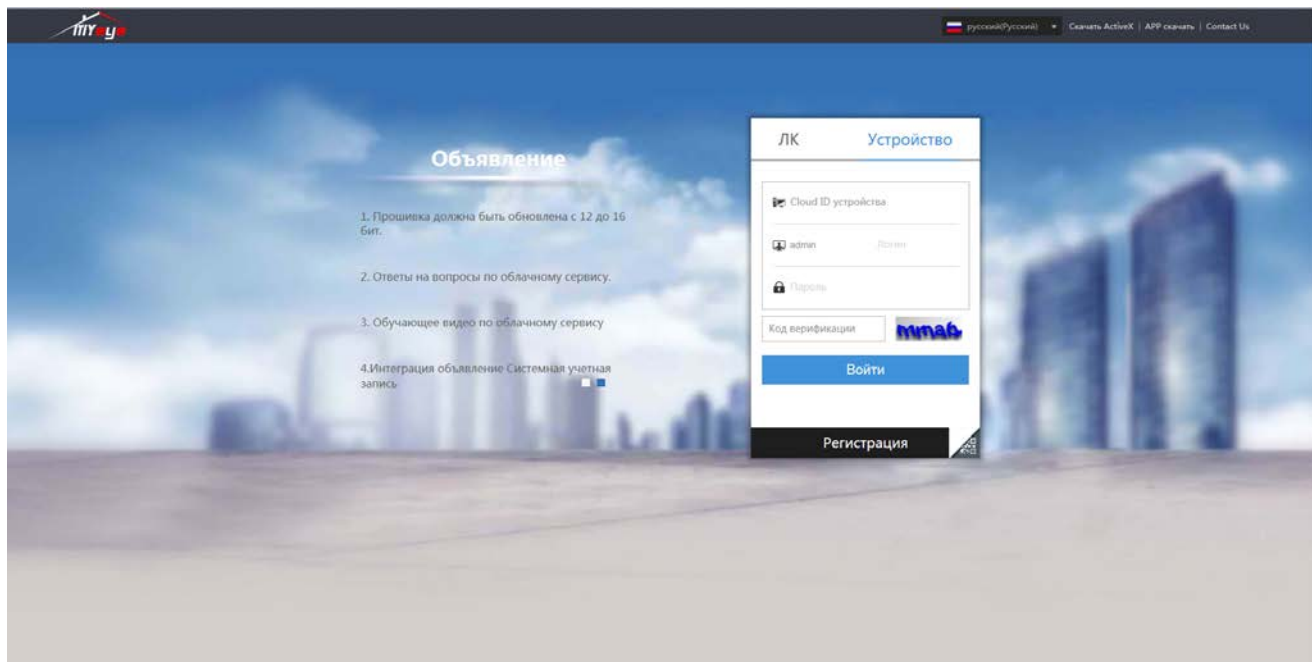 русский(Русский)
Скачать ActiveX | APP скачать | Contact Us
Объявление
1. Прошивка должна быть обновлена с 12 до 16
бит.
2. Ответы на вопросы по облачному сервису.
3. Обучающее видео по облачному сервису
4.Интеграция объявление Системная учетная
запись
ЛК
Устройство
Cloud ID устройства
admin
Логин
Пароль
Код верификации
mmab
Войти
Регистрация